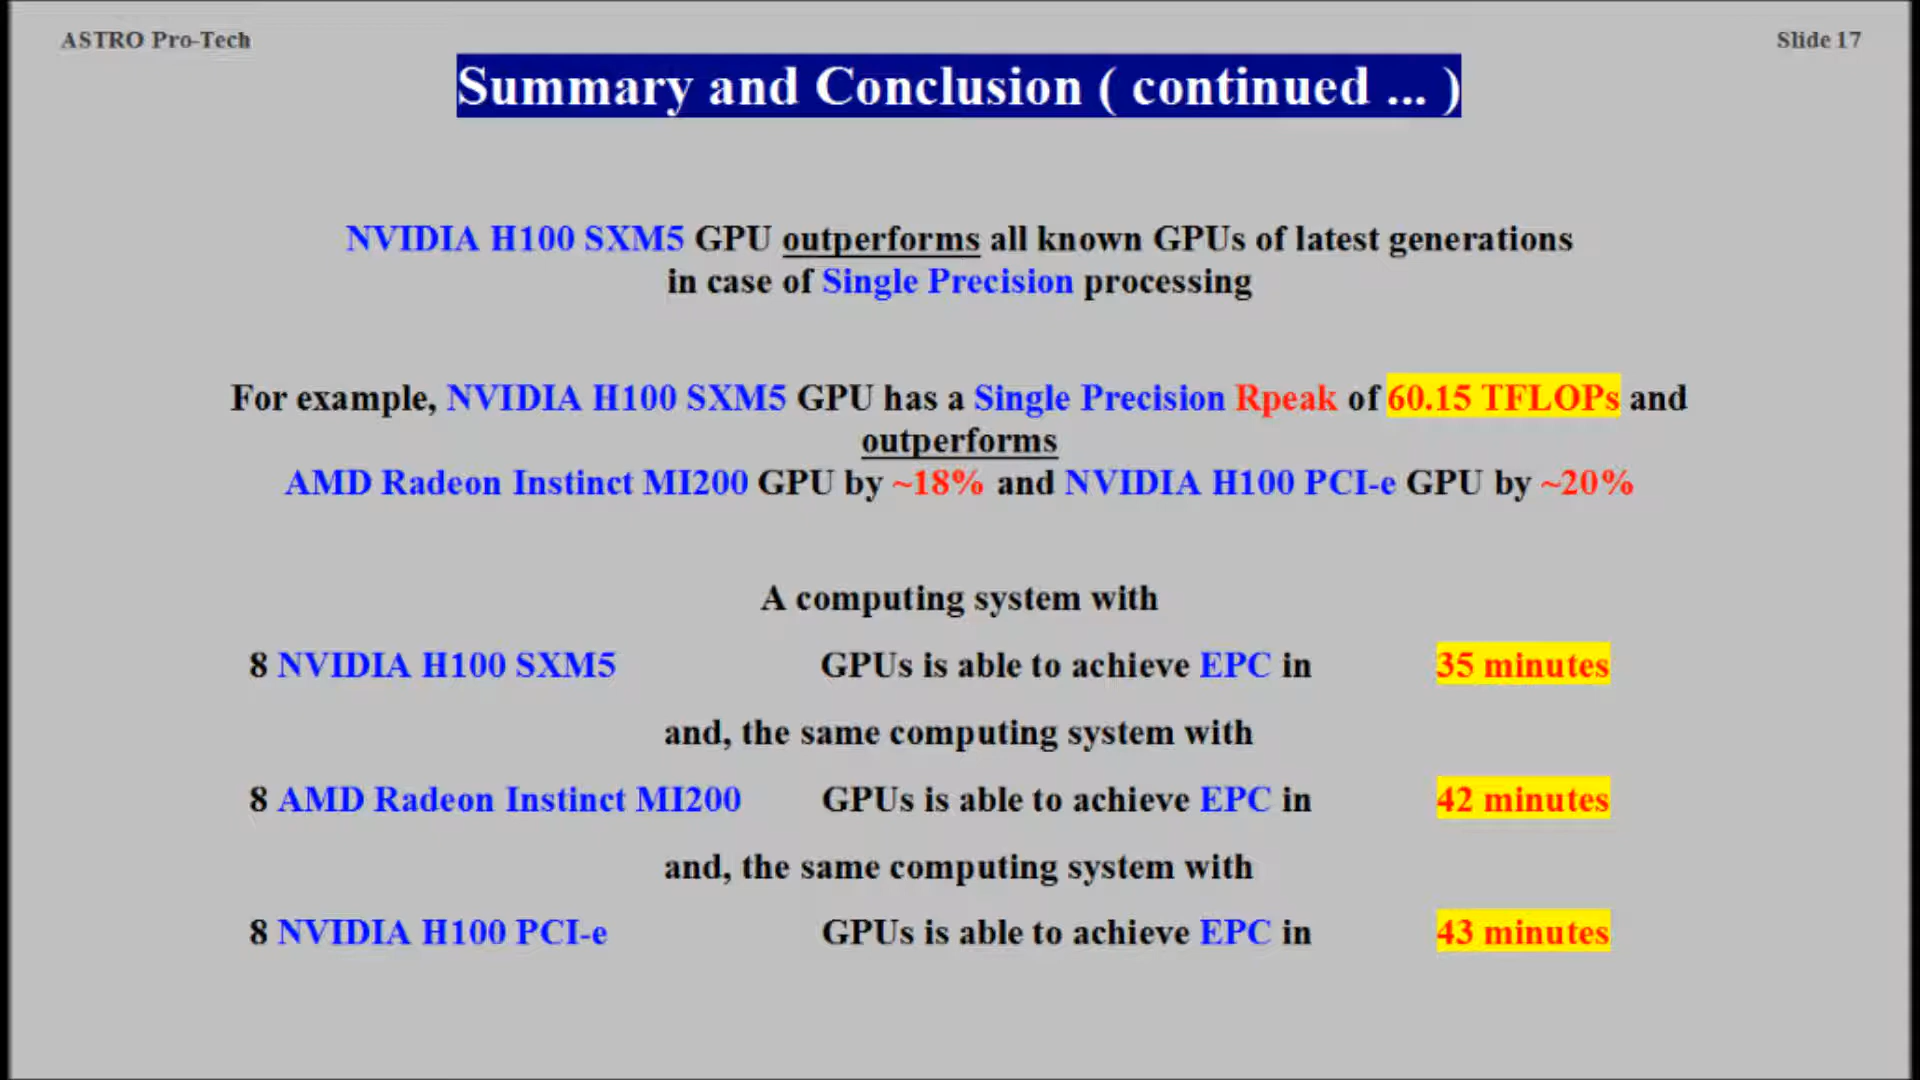 ASTRO Pro-Tech
Slide 17
Summary and Conclusion ( continued ... )
NVIDIA H100 SXM5 GPU outperforms all known GPUs of latest generations
in case of Single Precision processing
For example, NVIDIA H100 SXM5 GPU has a Single Precision Rpeak of 60.15 TFLOPs and
outperforms
AMD Radeon Instinct MI200 GPU by ~18% and NVIDIA H100 PCI-e GPU by ~20%
A computing system with
8 NVIDIA H100 SXM5 GPUs is able to achieve EPC in 35 minutes
and, the same computing system with
8 AMD Radeon Instinct MI200 GPUs is able to achieve EPC in 42 minutes
and, the same computing system with
8 NVIDIA H100 PCI-e GPUs is able to achieve EPC in 43 minutes